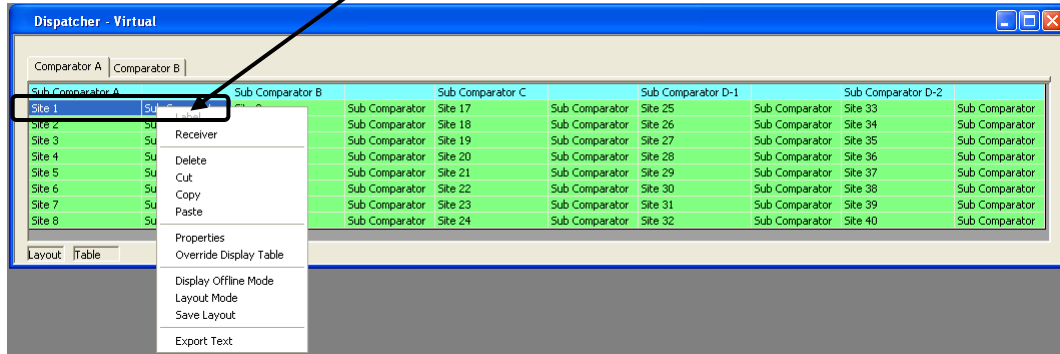 Dispatcher - Virtual
Comparator A Comparator B
Sub Comparator A Sub Comparator B Sub Comparator C Sub Comparator D-1 Sub Comparator D-2
Site 1 Sub Comparator Site 17 Sub Comparator Site 25 Sub Comparator Site 33 Sub Comparator
Site 2 Su Sub Comparator Site 18 Sub Comparator Site 26 Sub Comparator Site 34 Sub Comparator
Site 3 Su Sub Comparator Site 19 Sub Comparator Site 27 Sub Comparator Site 35 Sub Comparator
Site 4 Su Sub Comparator Site 20 Sub Comparator Site 28 Sub Comparator Site 36 Sub Comparator
Site 5 Su Sub Comparator Site 21 Sub Comparator Site 29 Sub Comparator Site 37 Sub Comparator
Site 6 Su Sub Comparator Site 22 Sub Comparator Site 30 Sub Comparator Site 38 Sub Comparator
Site 7 Su Sub Comparator Site 23 Sub Comparator Site 31 Sub Comparator Site 39 Sub Comparator
Site 8 Su Sub Comparator Site 24 Sub Comparator Site 32 Sub Comparator Site 40 Sub Comparator
Layout Table
Label
Receiver
Delete
Cut
Copy
Paste
Properties
Override Display Table
Display Offline Mode
Layout Mode
Save Layout
Export Text